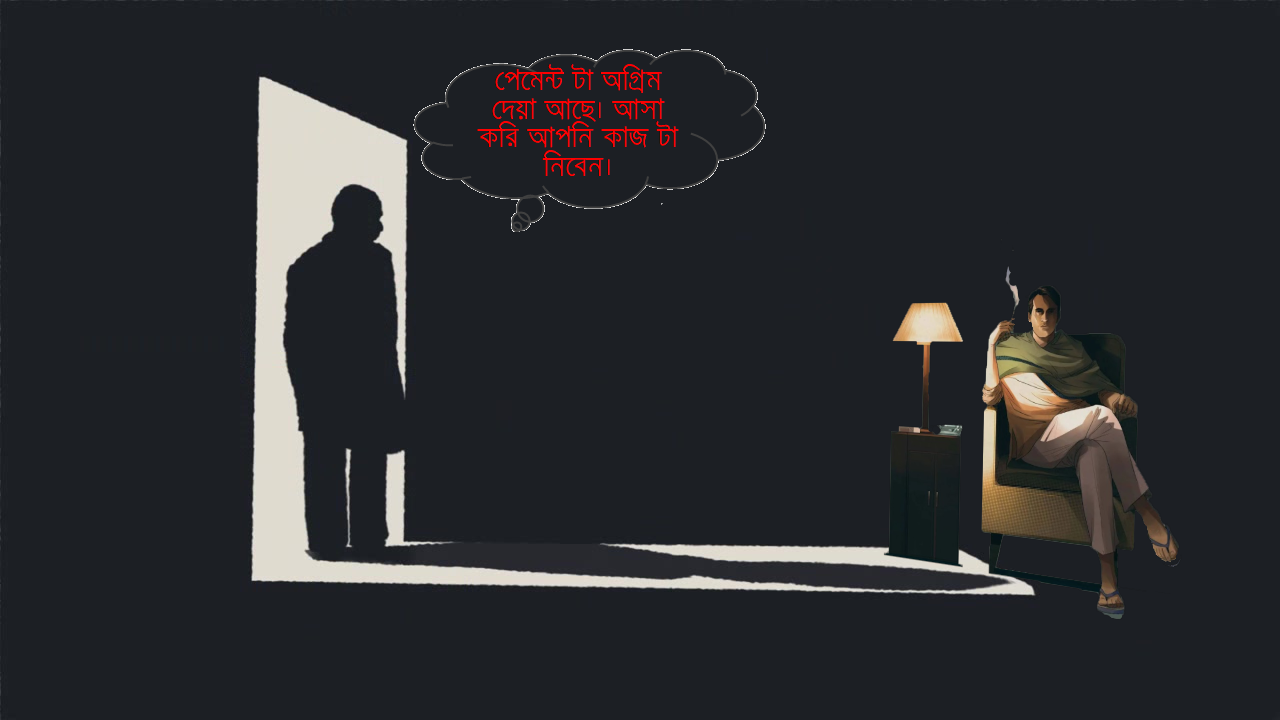 পেমেন্ট টা অগ্রিম
দেয়া আছে। আসা
করি আপনি কাজ টা
নিবেন।